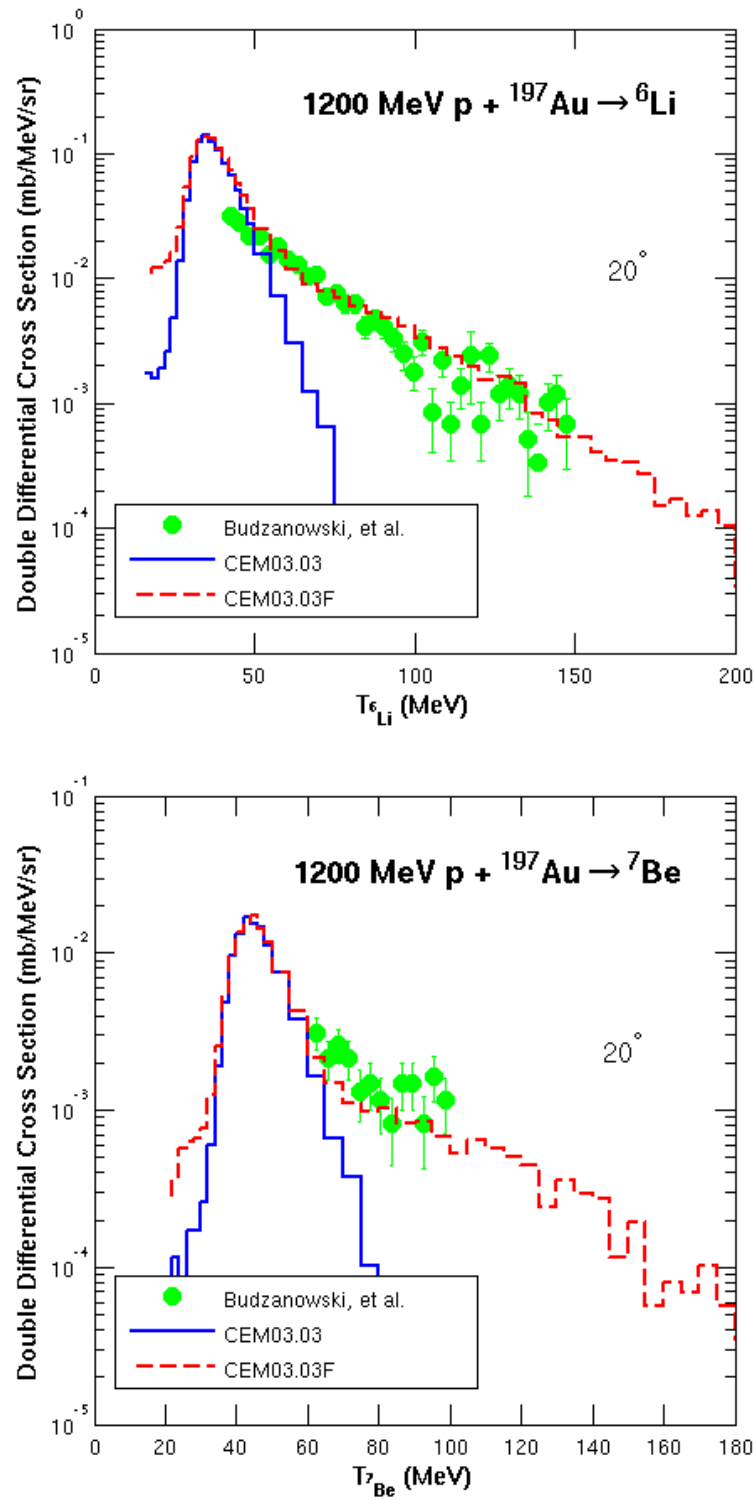 10⁰
1200 MeV p + ¹⁹⁷Au → ⁶Li
10⁻¹
20°
10⁻²
10⁻³
10⁻⁴
10⁻⁵
Double Differential Cross Section (mb/MeV/sr)
Budzanowski, et al.
CEM03.03
CEM03.03F
0 50 100 150 200
T⁶Li (MeV)
10⁻¹
1200 MeV p + ¹⁹⁷Au → ⁷Be
10⁻²
20°
10⁻³
10⁻⁴
10⁻⁵
Double Differential Cross Section (mb/MeV/sr)
Budzanowski, et al.
CEM03.03
CEM03.03F
0 20 40 60 80 100 120 140 160 180
T⁷Be (MeV)